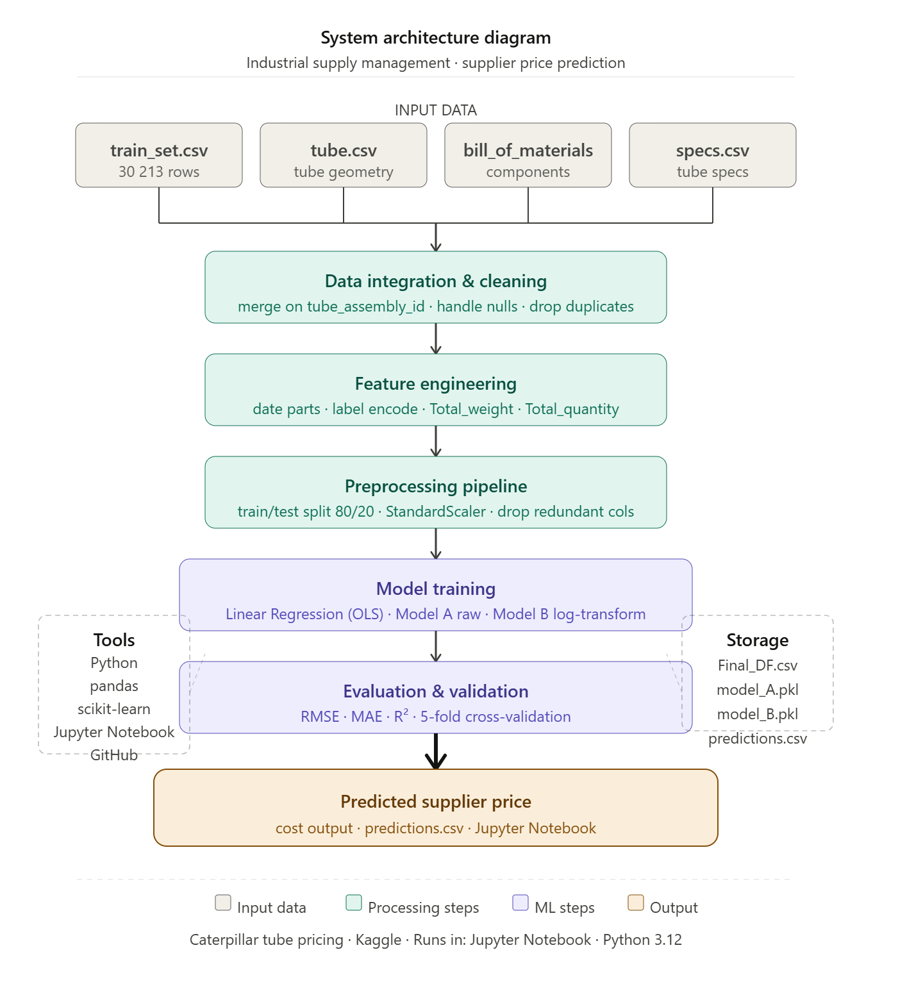 System architecture diagram
Industrial supply management · supplier price prediction
INPUT DATA
train_set.csv
30 213 rows
tube.csv
tube geometry
bill_of_materials
components
specs.csv
tube specs
Data integration & cleaning
merge on tube_assembly_id · handle nulls · drop duplicates
Feature engineering
date parts · label encode · Total_weight · Total_quantity
Preprocessing pipeline
train/test split 80/20 · StandardScaler · drop redundant cols
Model training
Linear Regression (OLS) · Model A raw · Model B log-transform
Tools
Python
pandas
scikit-learn
Jupyter Notebook
GitHub
Evaluation & validation
RMSE · MAE · R² · 5-fold cross-validation
Storage
Final_DF.csv
model_A.pkl
model_B.pkl
predictions.csv
Predicted supplier price
cost output · predictions.csv · Jupyter Notebook
Input data
Processing steps
ML steps
Output
Caterpillar tube pricing · Kaggle · Runs in: Jupyter Notebook · Python 3.12